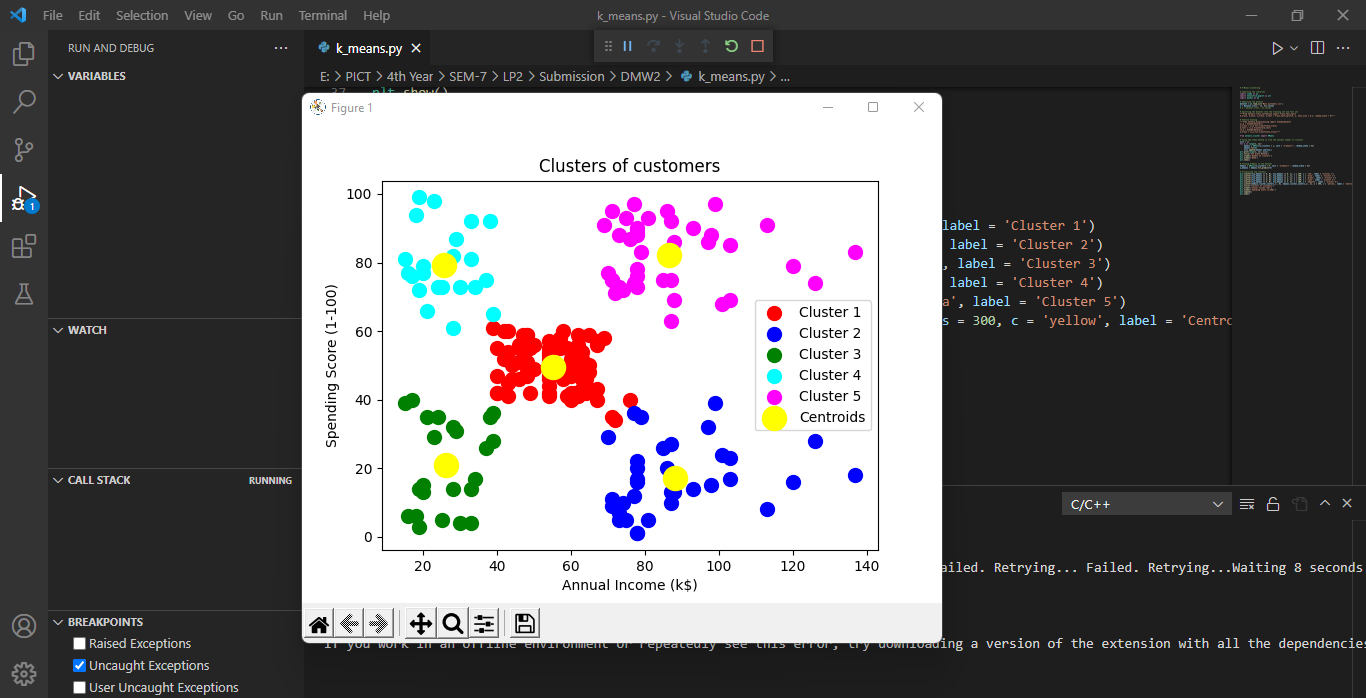 File Edit Selection View Go Run Terminal Help
k_means.py - Visual Studio Code
RUN AND DEBUG
VARIABLES
WATCH
CALL STACK RUNNING
BREAKPOINTS
Raised Exceptions
Uncaught Exceptions
User Uncaught Exceptions
1
k_means.py
E: > PICT > 4th Year > SEM-7 > LP2 > Submission > DMW2 > k_means.py > ...
37 plt.show()
Figure 1
Clusters of customers
Spending Score (1-100)
100
80
60
40
20
0
20 40 60 80 100 120 140
Annual Income (k$)
Cluster 1
Cluster 2
Cluster 3
Cluster 4
Cluster 5
Centroids
label = 'Cluster 1')
label = 'Cluster 2')
, label = 'Cluster 3')
label = 'Cluster 4')
a', label = 'Cluster 5')
s = 300, c = 'yellow', label = 'Centro
C/C++
ailed. Retrying... Failed. Retrying...Waiting 8 seconds
If you work in an offline environment or repeatedly see this error, try downloading a version of the extension with all the dependencies